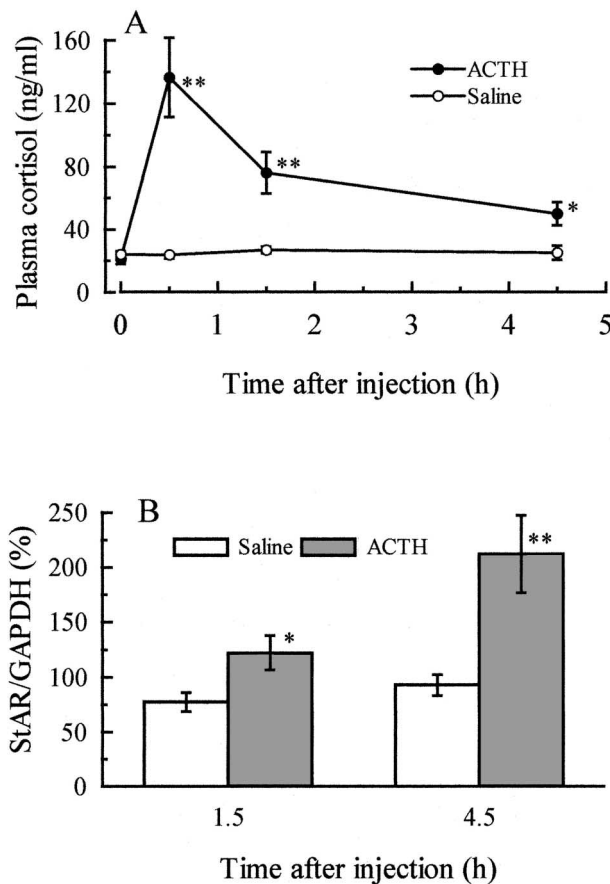 A
Plasma cortisol (ng/ml)
160
120
80
40
0
**
**
*
ACTH
Saline
0 1 2 3 4 5
Time after injection (h)
B
StAR/GAPDH (%)
250
200
150
100
50
0
Saline ACTH
*
**
1.5 4.5
Time after injection (h)